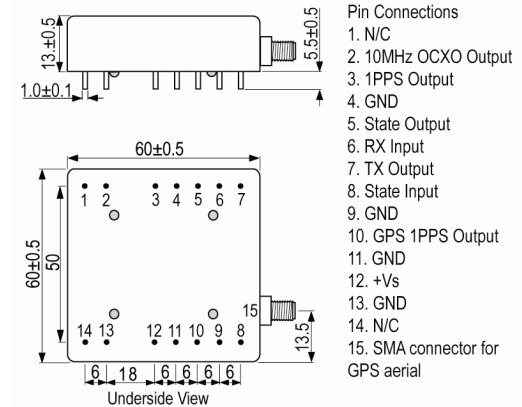 13.±0.5
5.5±0.5
1.0±0.1
60±0.5
1 2 3 4 5 6 7
60±0.5
50
15
14 13 12 11 10 9 8
13.5
6 18 6 6 6 6
Underside View
Pin Connections
1. N/C
2. 10MHz OCXO Output
3. 1PPS Output
4. GND
5. State Output
6. RX Input
7. TX Output
8. State Input
9. GND
10. GPS 1PPS Output
11. GND
12. +Vs
13. GND
14. N/C
15. SMA connector for
GPS aerial